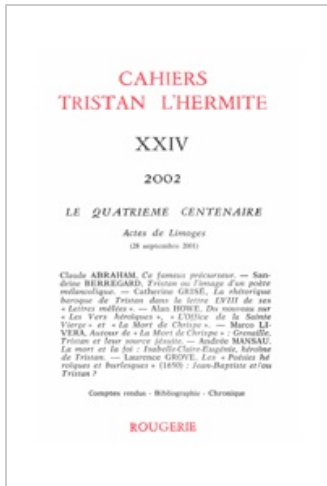 CAHIERS
TRISTAN L'HERMITE
XXIV
2002
LE QUATRIEME CENTENAIRE
Actes de Limoges
(28 septembre 2001)
Claude ABRAHAM, Ce fameux précurseur. — San-
drine BERREGARD, Tristan ou l'image d'un poète
mélancolique. — Catherine GRISÉ, La rhétorique
baroque de Tristan dans la lettre LVIII de ses
« Lettres mêlées ». — Alan HOWE, Du nouveau sur
« Les Vers héroïques », « L'Office de la Sainte
Vierge » et « La Mort de Chrispe ». — Marco LI-
VERA, Autour de « La Mort de Chrispe » : Grenaille,
Tristan et leur source jésuite. — Andrée MANSAU,
La mort et la foi : Isabelle-Claire-Eugénie, héroïne
de Tristan. — Laurence GROVE, Les « Poésies hé
roïques et burlesques » (1650) : Jean-Baptiste et/ou
Tristan ?
Comptes rendus - Bibliographie - Chronique
ROUGERIE